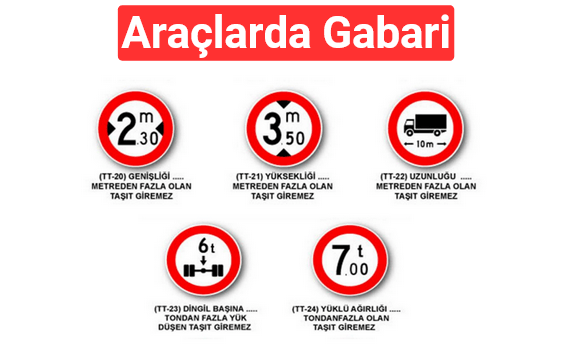 Araçlarda Gabari
2 m .30
3 m .50
10m
(TT-20) GENİŞLİĞİ .....
METREDEN FAZLA OLAN
TAŞIT GİREMEZ
(TT-21) YÜKSEKLİĞİ .....
METREDEN FAZLA OLAN
TAŞIT GİREMEZ
(TT-22) UZUNLUĞU .....
METREDEN FAZLA OLAN
TAŞIT GİREMEZ
6t
7 t .00
(TT-23) DİNGİL BAŞINA .....
TONDAN FAZLA YÜK
DÜŞEN TAŞIT GİREMEZ
(TT-24) YÜKLÜ AĞIRLIĞI .....
TONDANFAZLA OLAN
TAŞIT GİREMEZ